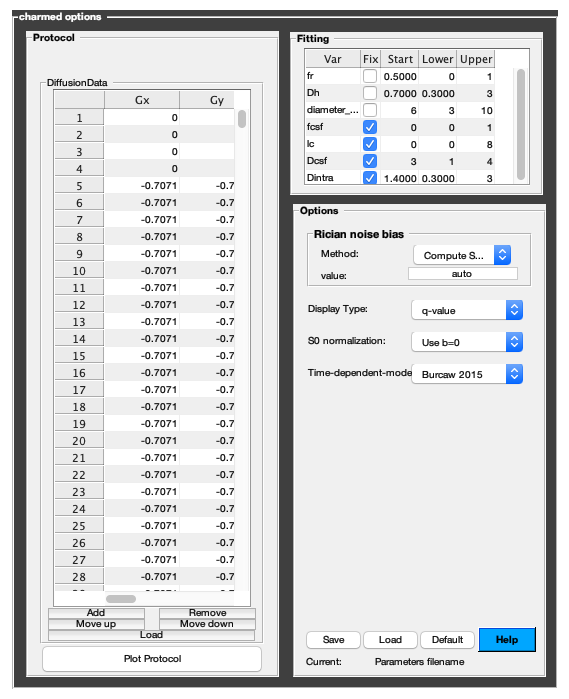 charmed options
Protocol
DiffusionData
Gx Gy
1 0
2 0
3 0
4 0
5 -0.7071 -0.7
6 -0.7071 -0.7
7 -0.7071 -0.7
8 -0.7071 -0.7
9 -0.7071 -0.7
10 -0.7071 -0.7
11 -0.7071 -0.7
12 -0.7071 -0.7
13 -0.7071 -0.7
14 -0.7071 -0.7
15 -0.7071 -0.7
16 -0.7071 -0.7
17 -0.7071 -0.7
18 -0.7071 -0.7
19 -0.7071 -0.7
20 -0.7071 -0.7
21 -0.7071 -0.7
22 -0.7071 -0.7
23 -0.7071 -0.7
24 -0.7071 -0.7
25 -0.7071 -0.7
26 -0.7071 -0.7
27 -0.7071 -0.7
28 -0.7071 -0.7
Add Remove
Move up Move down
Load
Plot Protocol
Fitting
Var Fix Start Lower Upper
fr 0.5000 0 1
Dh 0.7000 0.3000 3
diameter_... 6 3 10
fcsf 0 0 1
lc 0 0 8
Dcsf 3 1 4
Dintra 1.4000 0.3000 3
Options
Rician noise bias
Method: Compute S...
value: auto
Display Type: q-value
S0 normalization: Use b=0
Time-dependent-mode Burcaw 2015
Save Load Default Help
Current: Parameters filename